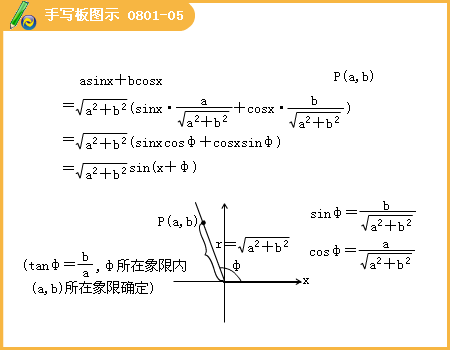 手写板图示 0801-05
asinx＋bcosx
P(a,b)
＝√(a²＋b²)(sinx·a/√(a²＋b²)＋cosx·b/√(a²＋b²))
＝√(a²＋b²)(sinxcosφ＋cosxsinφ)
＝√(a²＋b²)sin(x＋φ)
P(a,b)
r＝√(a²＋b²)
φ
x
sinφ＝b/√(a²＋b²)
cosφ＝a/√(a²＋b²)
(tanφ＝b/a,φ所在象限内
(a,b)所在象限确定)